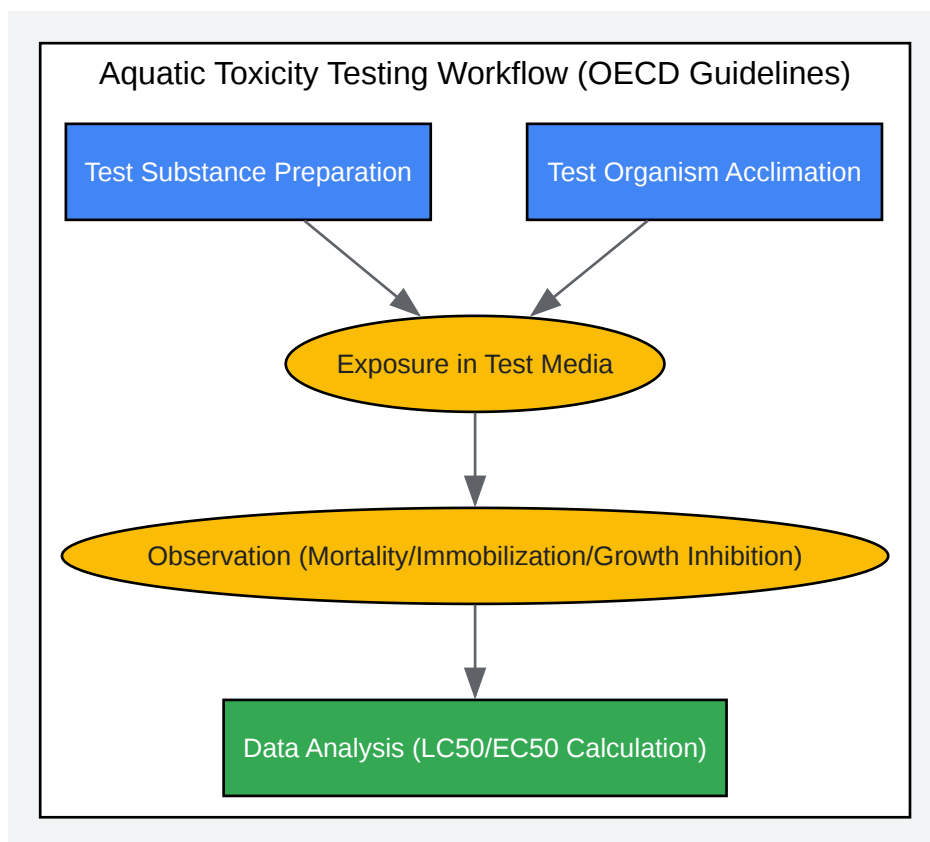 Aquatic Toxicity Testing Workflow (OECD Guidelines)
Test Substance Preparation
Test Organism Acclimation
Exposure in Test Media
Observation (Mortality/Immobilization/Growth Inhibition)
Data Analysis (LC50/EC50 Calculation)